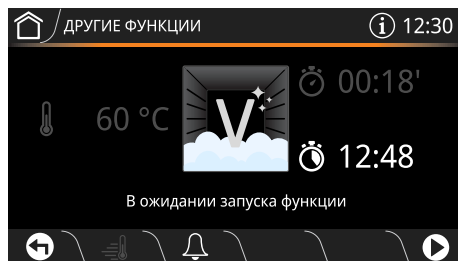 ДРУГИЕ ФУНКЦИИ
12:30
00:18'
60 °C
V
12:48
В ожидании запуска функции